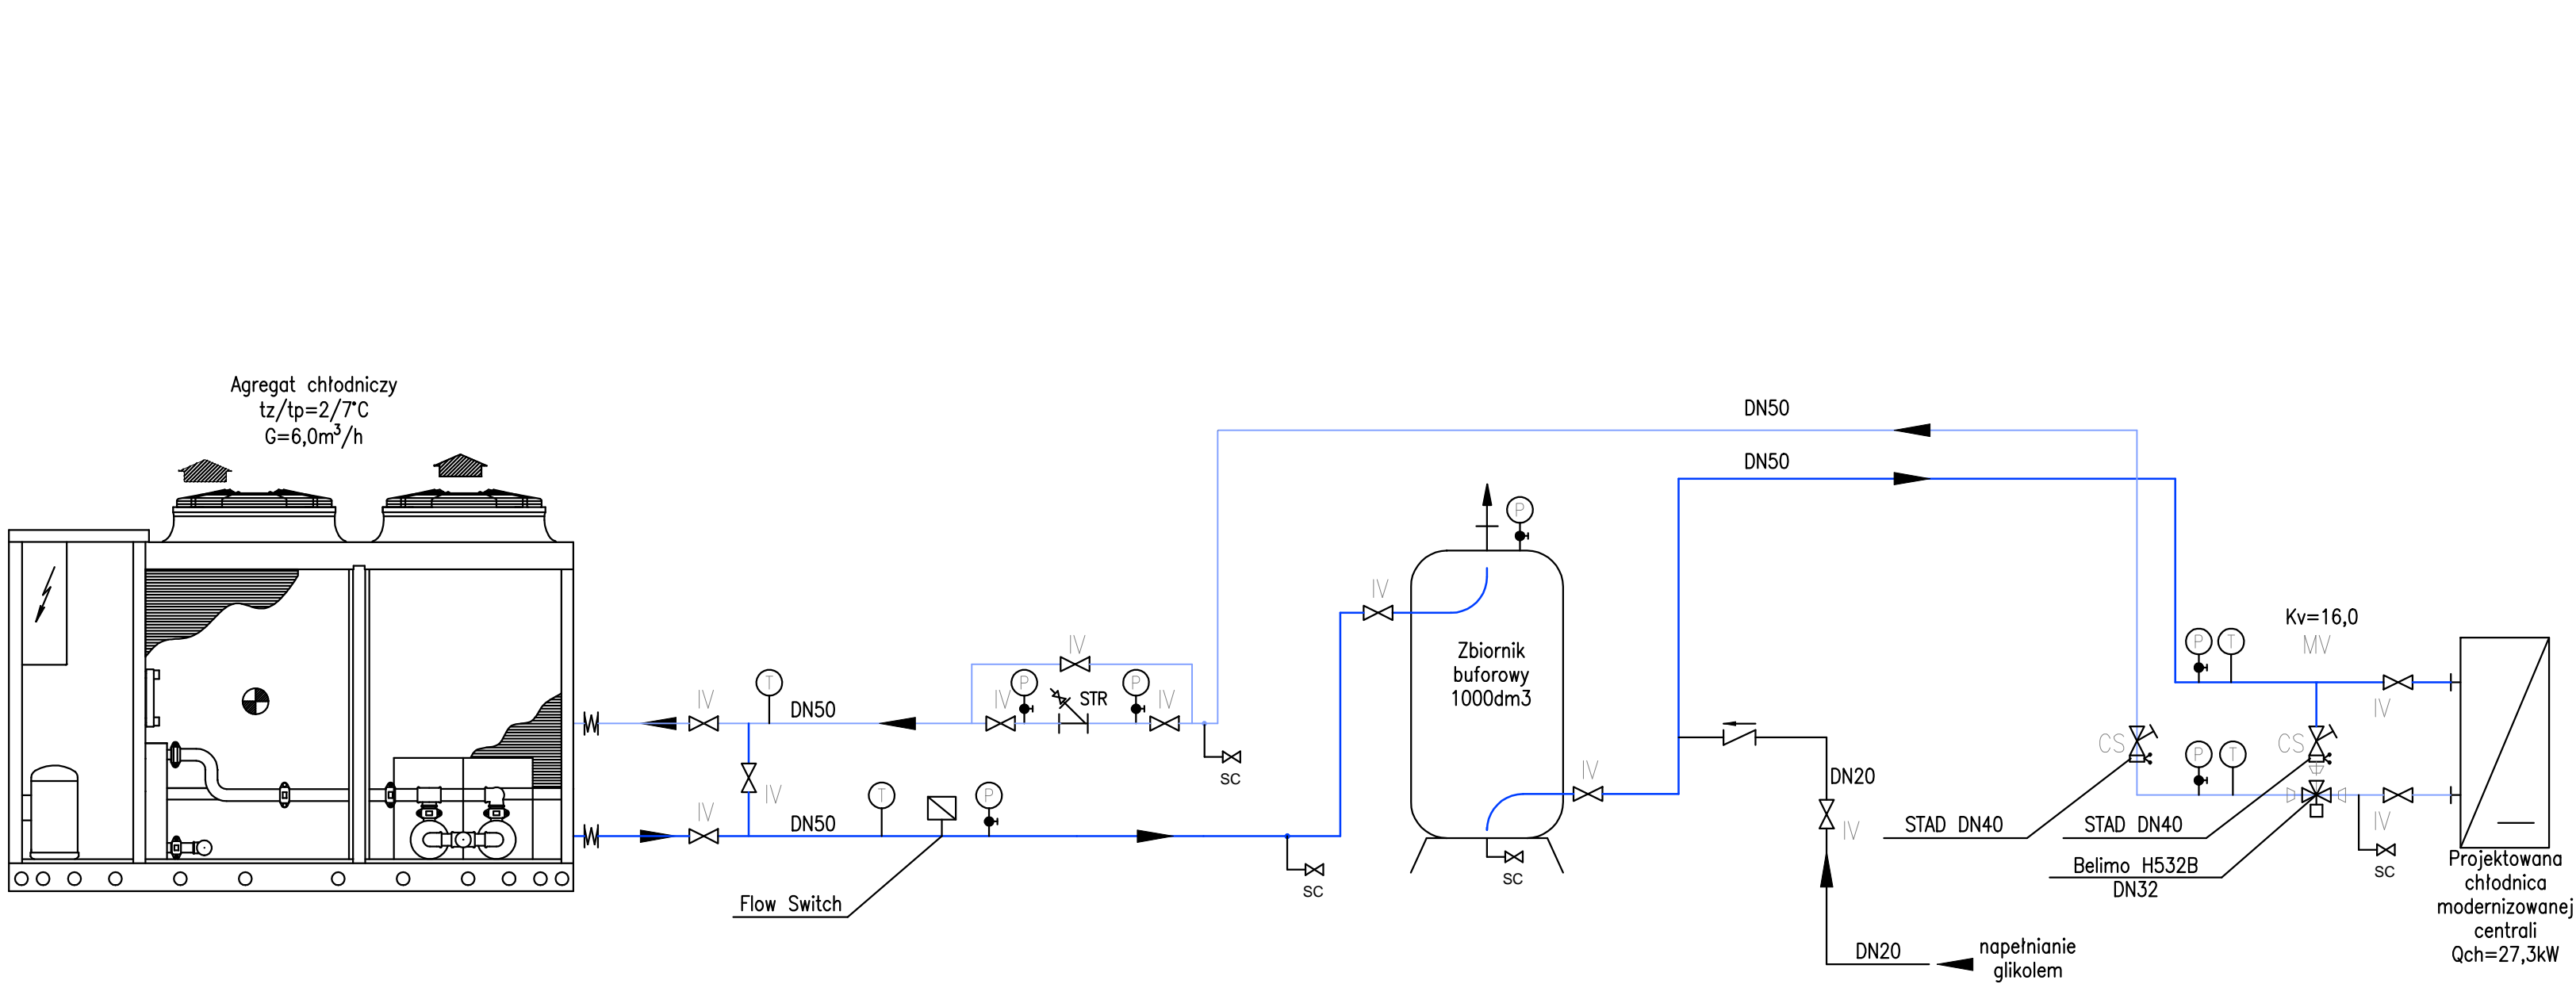 Agregat chłodniczy
tz/tp=2/7°C
G=6,0m³/h
DN50
DN50
P
IV
Zbiornik
buforowy
1000dm3
IV
SC
IV
T
DN50
IV
IV
P
STR
P
IV
SC
IV
IV
DN50
T
P
SC
Flow Switch
DN20
IV
DN20
napełnianie
glikolem
P
T
Kv=16,0
MV
IV
CS
CS
P
T
IV
SC
STAD DN40
STAD DN40
Belimo H532B
DN32
Projektowana
chłodnica
modernizowanej
centrali
Qch=27,3kW